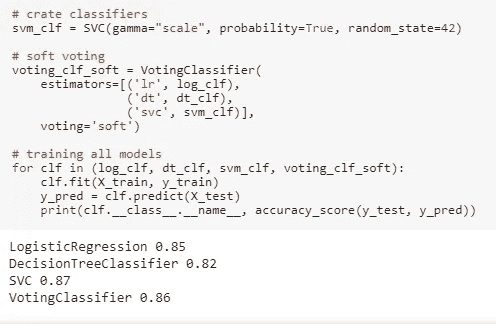 # crate classifiers
svm_clf = SVC(gamma="scale", probability=True, random_state=42)
# soft voting
voting_clf_soft = VotingClassifier(
estimators=[('lr', log_clf),
('dt', dt_clf),
('svc', svm_clf)],
voting='soft')
# training all models
for clf in (log_clf, dt_clf, svm_clf, voting_clf_soft):
clf.fit(X_train, y_train)
y_pred = clf.predict(X_test)
print(clf.__class__.__name__, accuracy_score(y_test, y_pred))
LogisticRegression 0.85
DecisionTreeClassifier 0.82
SVC 0.87
VotingClassifier 0.86